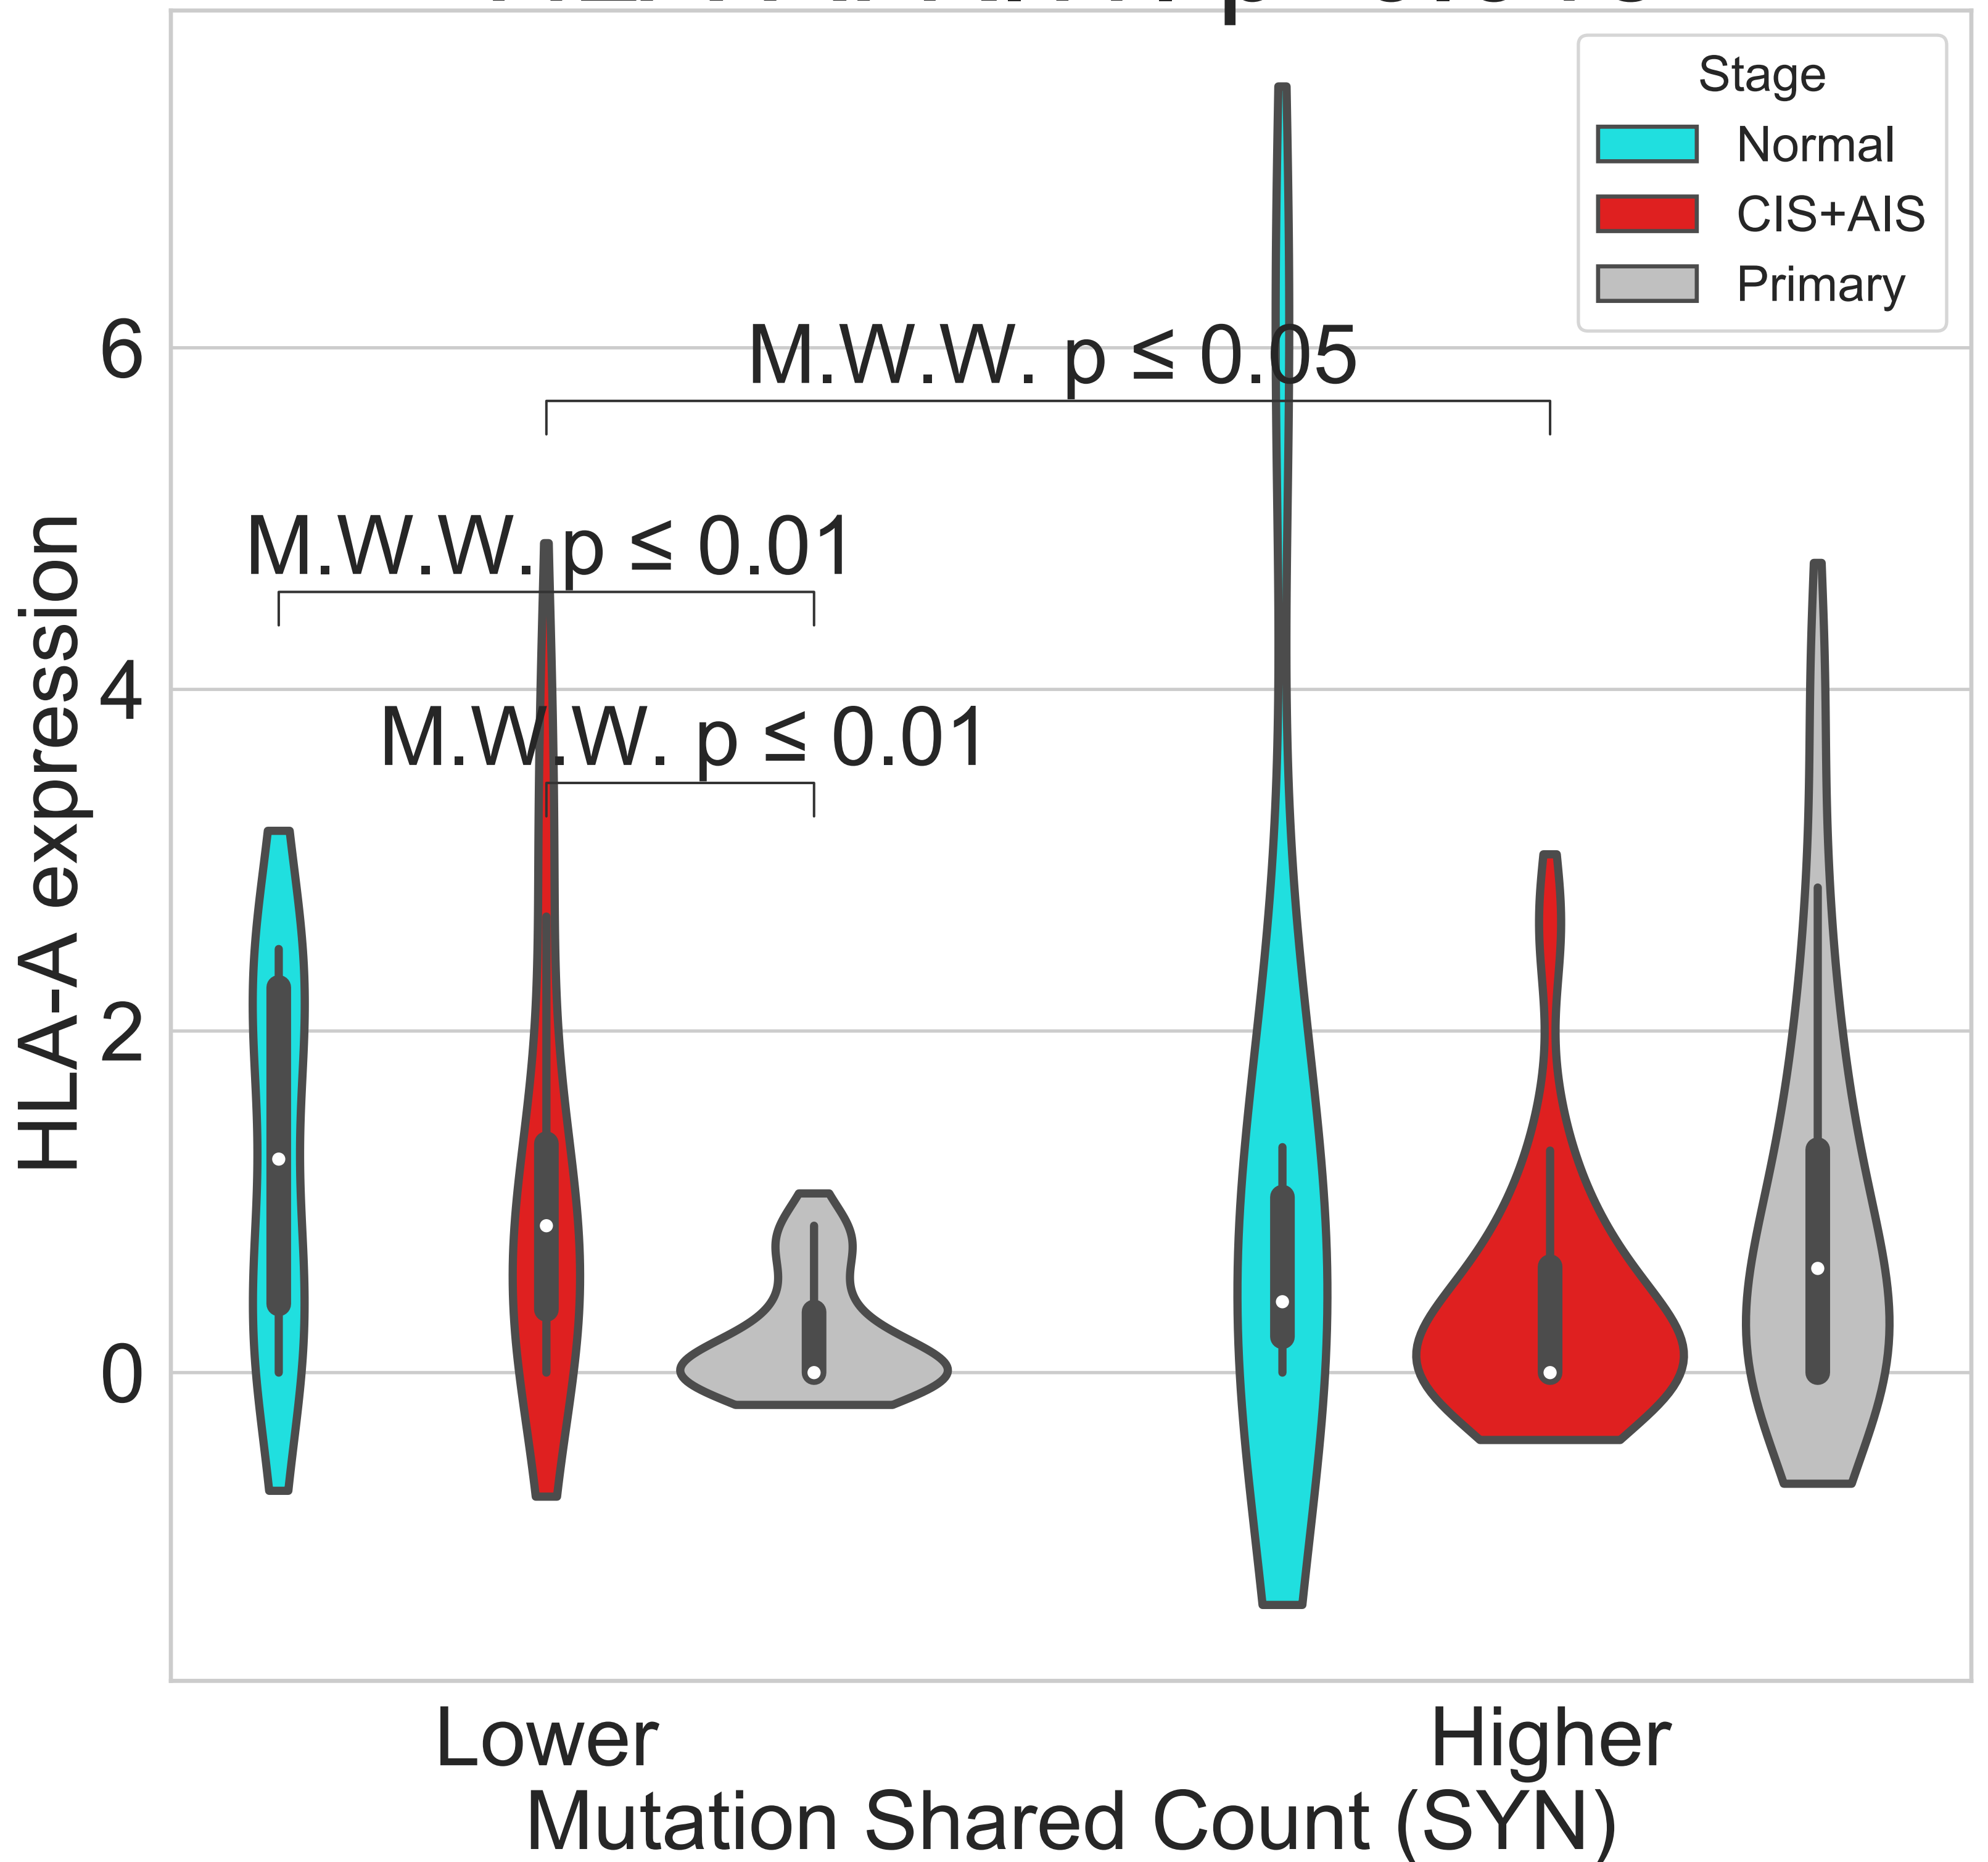 Stage
Normal
CIS+AIS
Primary
M.W.W. p ≤ 0.05
M.W.W. p ≤ 0.01
M.W.W. p ≤ 0.01
6
4
2
0
HLA-A expression
Lower
Higher
Mutation Shared Count (SYN)